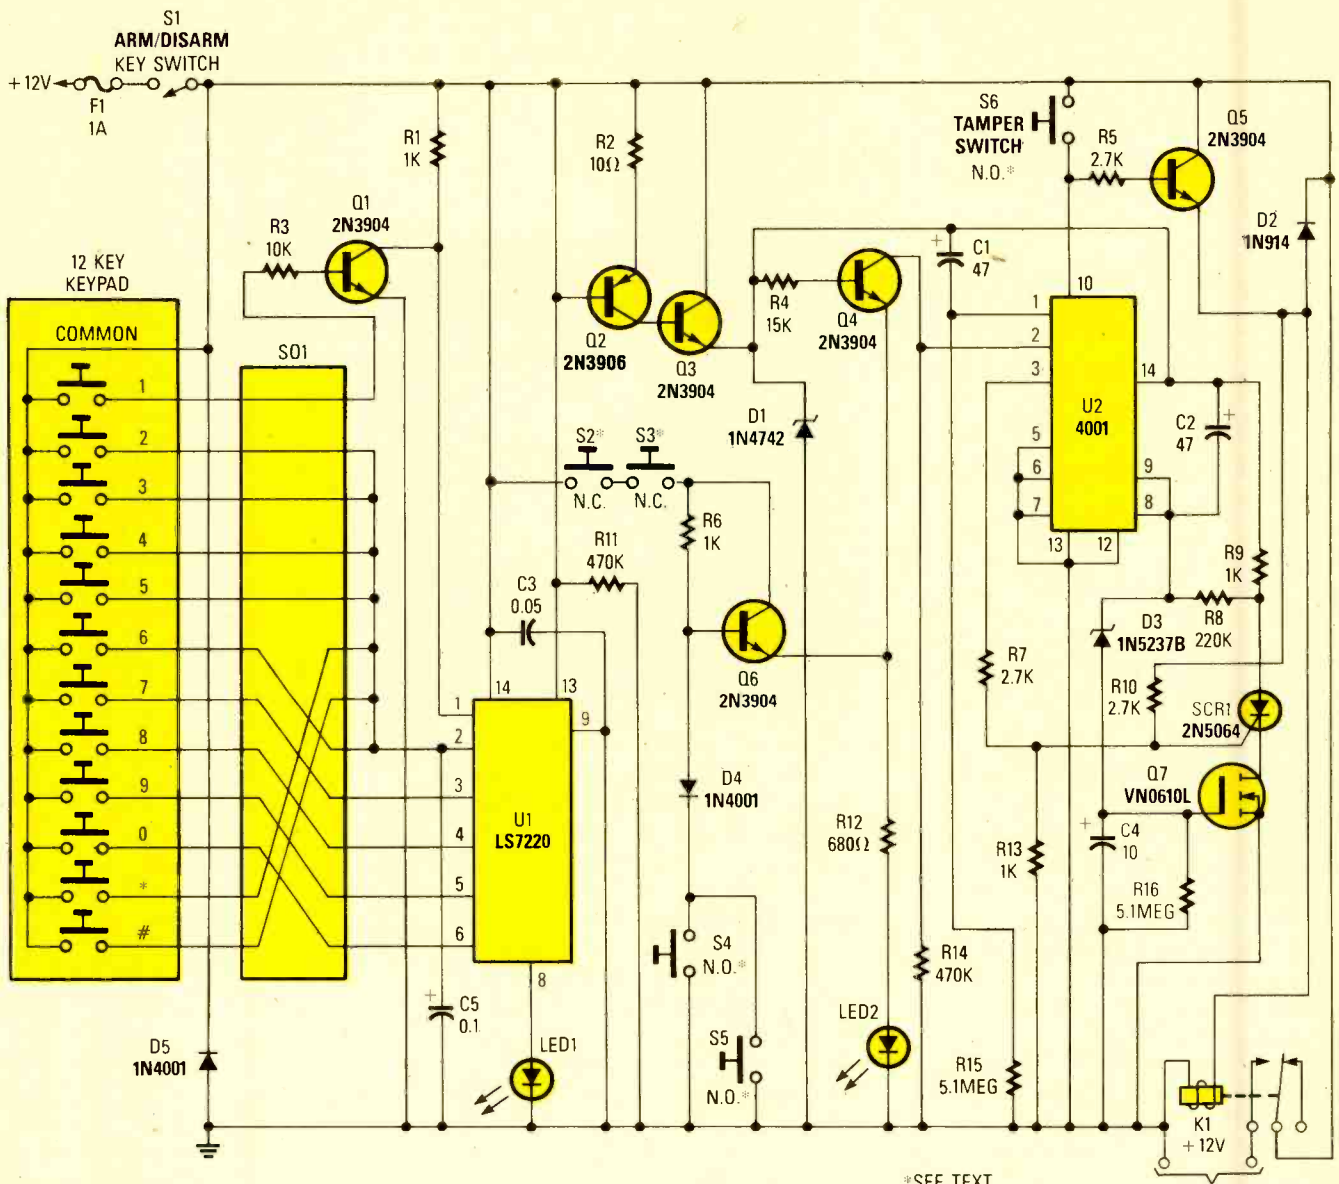 S1
ARM/DISARM
KEY SWITCH
+12V
F1
1A
R1
1K
R2
10Ω
S6
TAMPER
SWITCH
N.O.*
R5
2.7K
Q5
2N3904
D2
1N914
Q1
2N3904
R3
10K
12 KEY
KEYPAD
COMMON
1
2
3
4
5
6
7
8
9
0
*
#
SO1
Q2
2N3906
Q3
2N3904
R4
15K
Q4
2N3904
C1
47
D1
1N4742
10
1
2
3
5
6
7
13
12
14
9
8
U2
4001
C2
47
S2*
N.C.
S3*
N.C.
R6
1K
R11
470K
C3
0.05
Q6
2N3904
R9
1K
R8
220K
D3
1N5237B
R7
2.7K
R10
2.7K
SCR1
2N5064
14
13
9
1
2
3
4
5
6
8
U1
LS7220
D4
1N4001
R12
680Ω
R13
1K
Q7
VN0610L
C4
10
R16
5.1MEG
S4
N.O.*
S5
N.O.*
R14
470K
R15
5.1MEG
C5
0.1
LED1
LED2
D5
1N4001
K1
+12V
*SEE TEXT